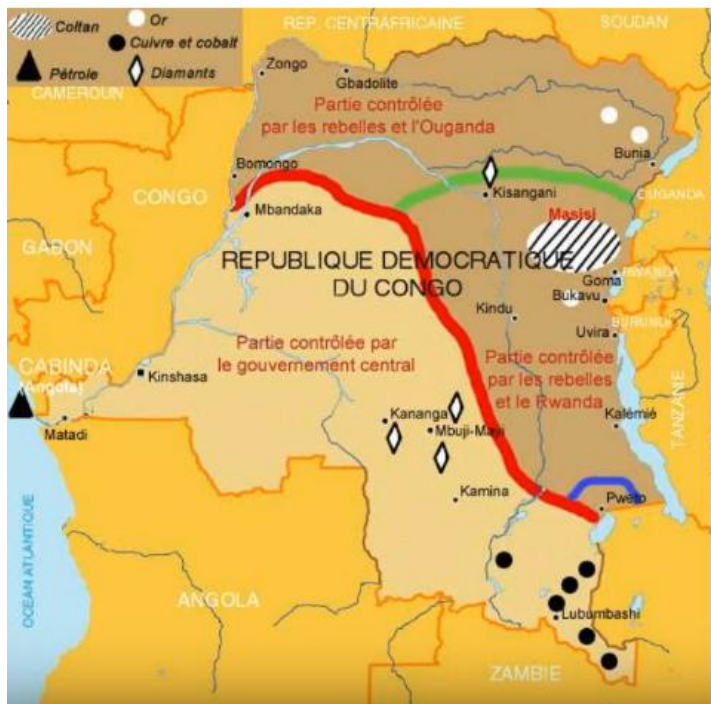 Coltan
Or
Cuivre et cobalt
Pétrole
Diamants
REP. CENTRAFRICAINE
SOUDAN
CAMEROUN
Zongo
Gbadolite
Partie contrôlée
par les rebelles et l'Ouganda
Bunia
Bomongo
CONGO
Kisangani
OUGANDA
Mbandaka
Masisi
GABON
REPUBLIQUE DEMOCRATIQUE
DU CONGO
RWANDA
Goma
Bukavu
Kindu
BURUNDI
Uvira
Partie contrôlée par
le gouvernement central
Partie contrôlée
par les rebelles
et le Rwanda
CABINDA
(Angola)
Kinshasa
TANZANIE
Matadi
Kananga
Mbuji-Mayi
Kalémié
Kamina
Pweto
OCEAN ATLANTIQUE
ANGOLA
Lubumbashi
ZAMBIE